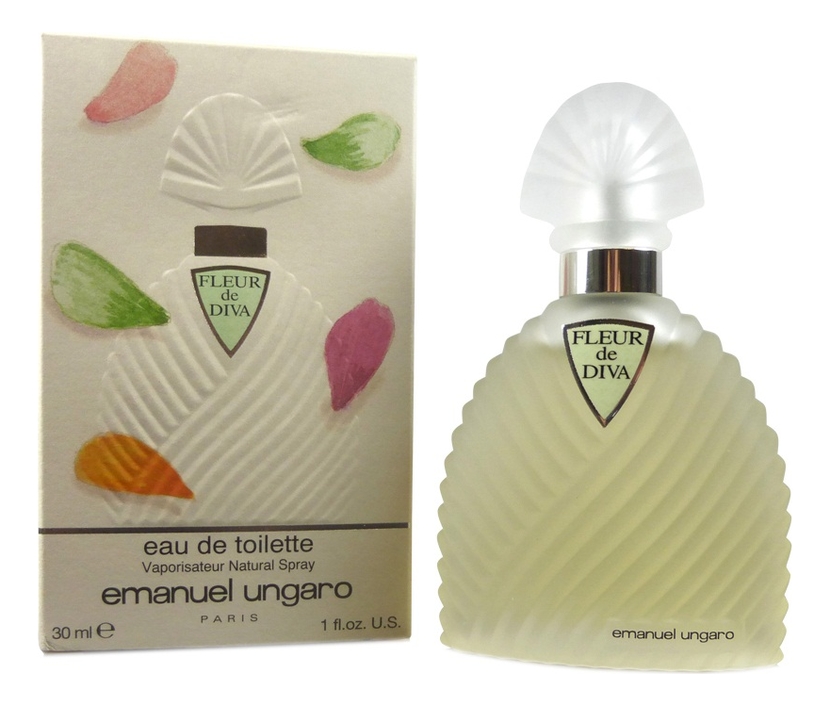 FLEUR
de
DIVA
eau de toilette
Vaporisateur Natural Spray
emanuel ungaro
PARIS
30 ml ℮ 1 fl.oz. U.S.
FLEUR
de
DIVA
emanuel ungaro